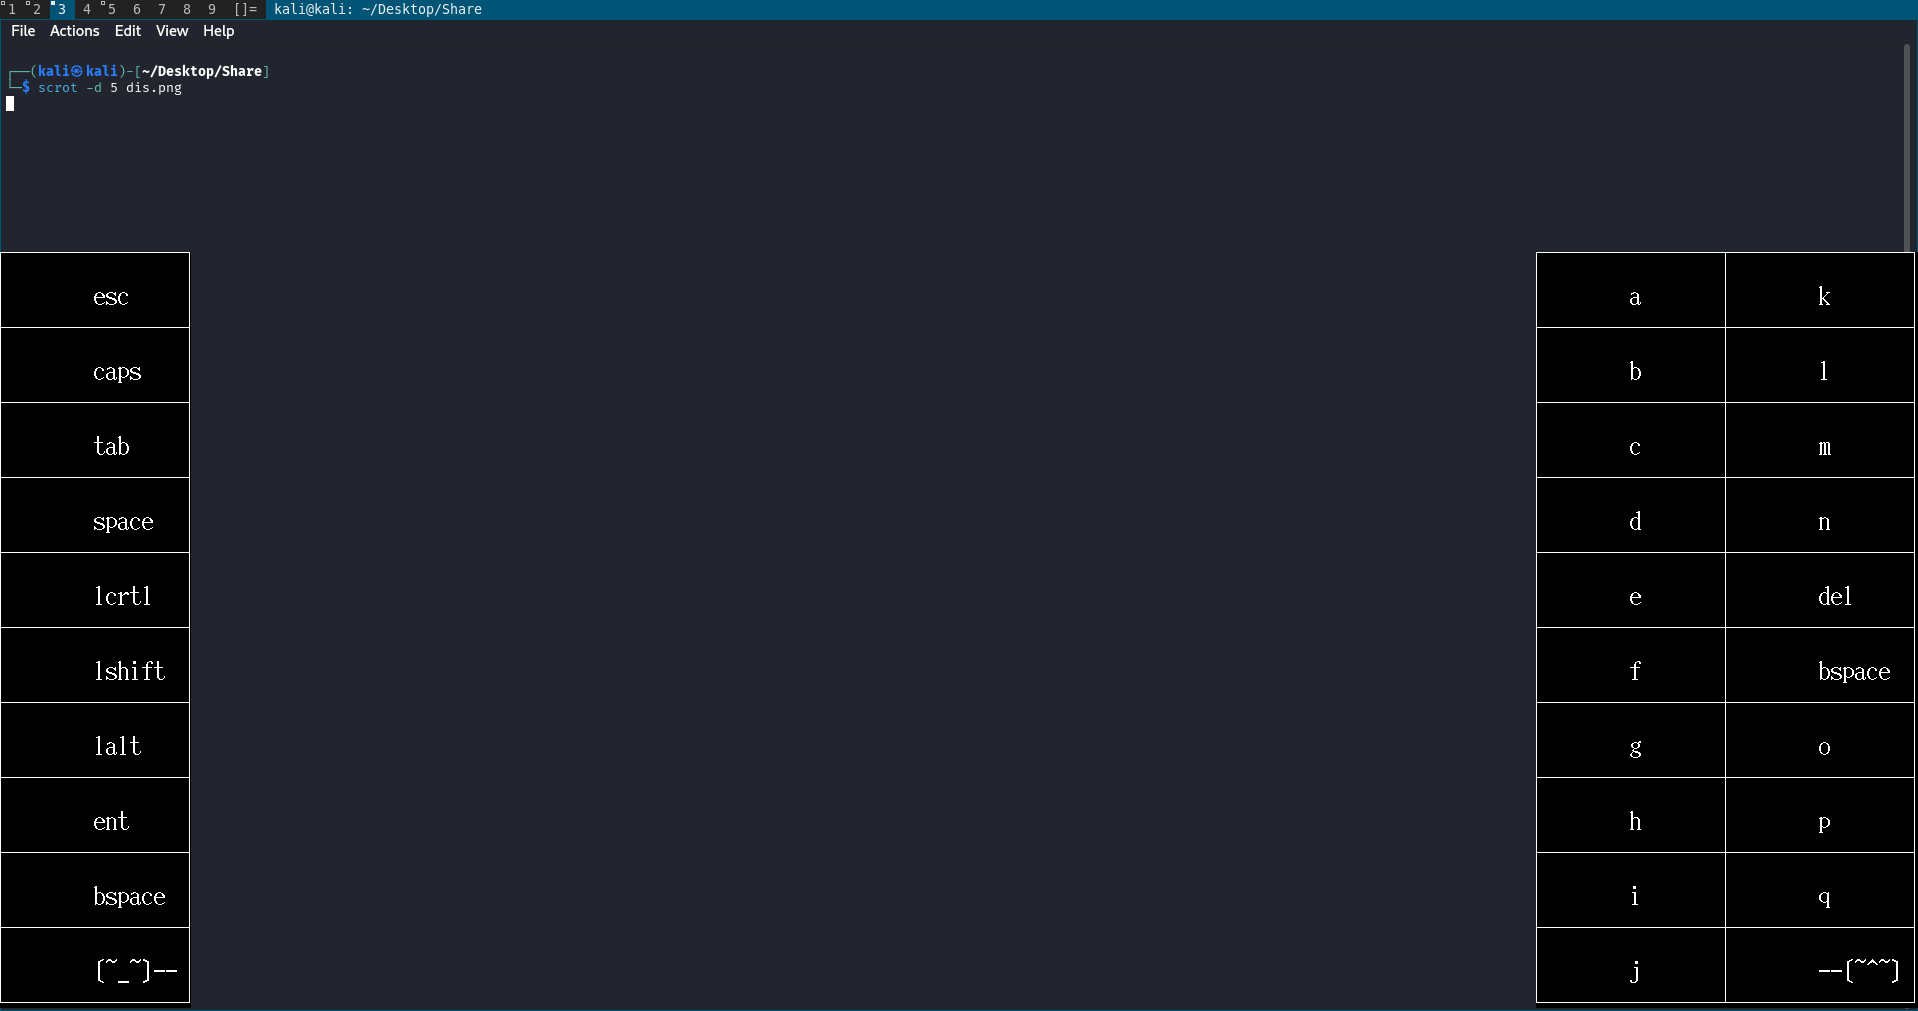 1 2 3 4 5 6 7 8 9 []= kali@kali: ~/Desktop/Share
File Actions Edit View Help
┌──(kali㉿kali)-[~/Desktop/Share]
└─$ scrot -d 5 dis.png
esc
caps
tab
space
lcrtl
lshift
lalt
ent
bspace
(~_~)--
a k
b l
c m
d n
e del
f bspace
g o
h p
i q
j --(~^~)